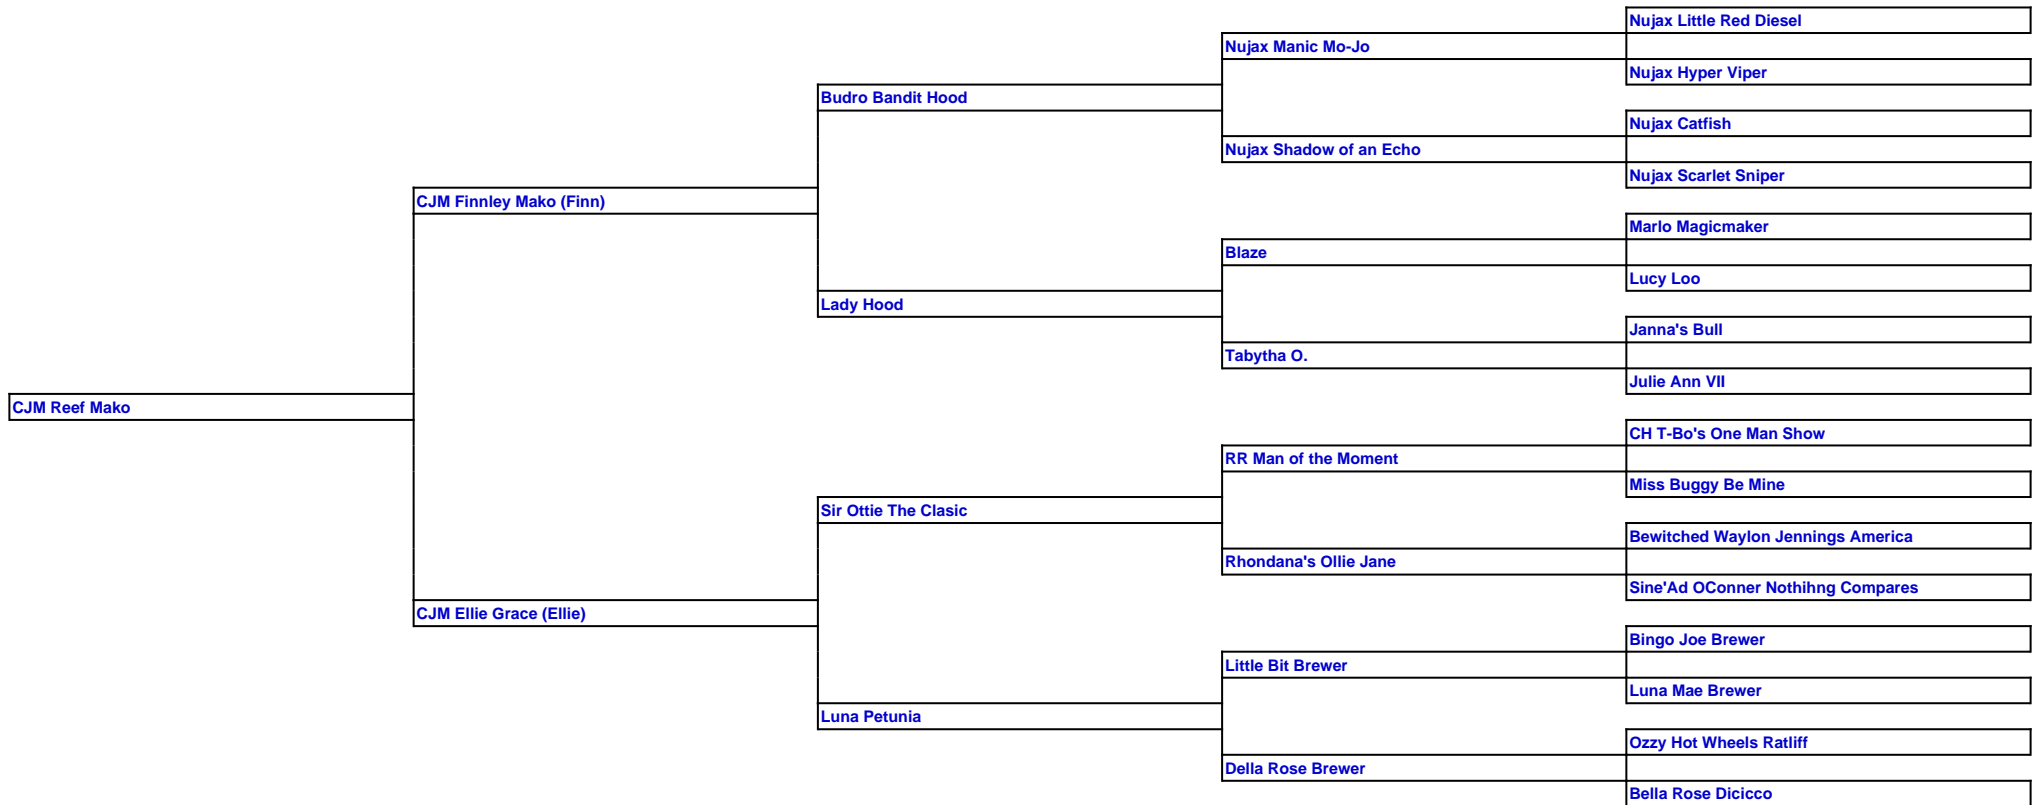 Nujax Little Red Diesel
Nujax Manic Mo-Jo
Nujax Hyper Viper
Budro Bandit Hood
Nujax Catfish
Nujax Shadow of an Echo
Nujax Scarlet Sniper
CJM Finnley Mako (Finn)
Marlo Magicmaker
Blaze
Lucy Loo
Lady Hood
Janna's Bull
Tabytha O.
Julie Ann VII
CJM Reef Mako
CH T-Bo's One Man Show
RR Man of the Moment
Miss Buggy Be Mine
Sir Ottie The Clasic
Bewitched Waylon Jennings America
Rhondana's Ollie Jane
Sine'Ad OConner Nothihng Compares
CJM Ellie Grace (Ellie)
Bingo Joe Brewer
Little Bit Brewer
Luna Mae Brewer
Luna Petunia
Ozzy Hot Wheels Ratliff
Della Rose Brewer
Bella Rose Dicicco